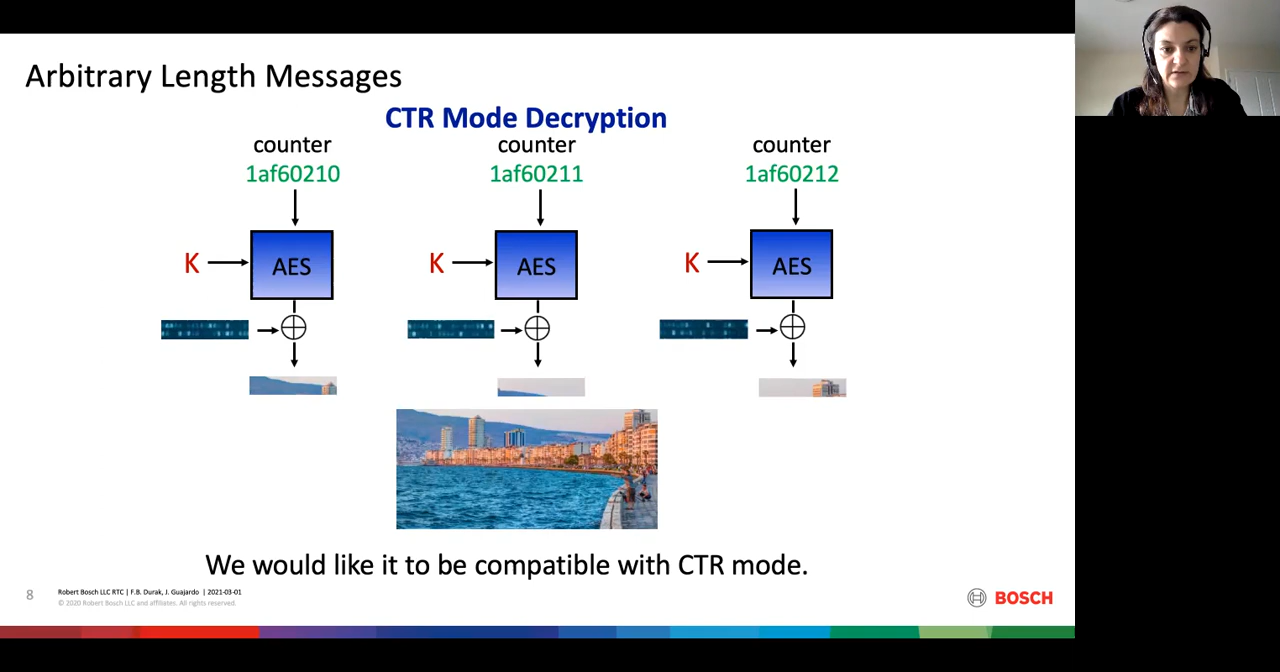 Arbitrary Length Messages
CTR Mode Decryption
counter counter counter
1af60210 1af60211 1af60212
K AES K AES K AES
We would like it to be compatible with CTR mode.
8 Robert Bosch LLC RTC | F.B. Durak, J. Guajardo | 2021-03-01
© 2020 Robert Bosch LLC and affiliates. All rights reserved.
BOSCH